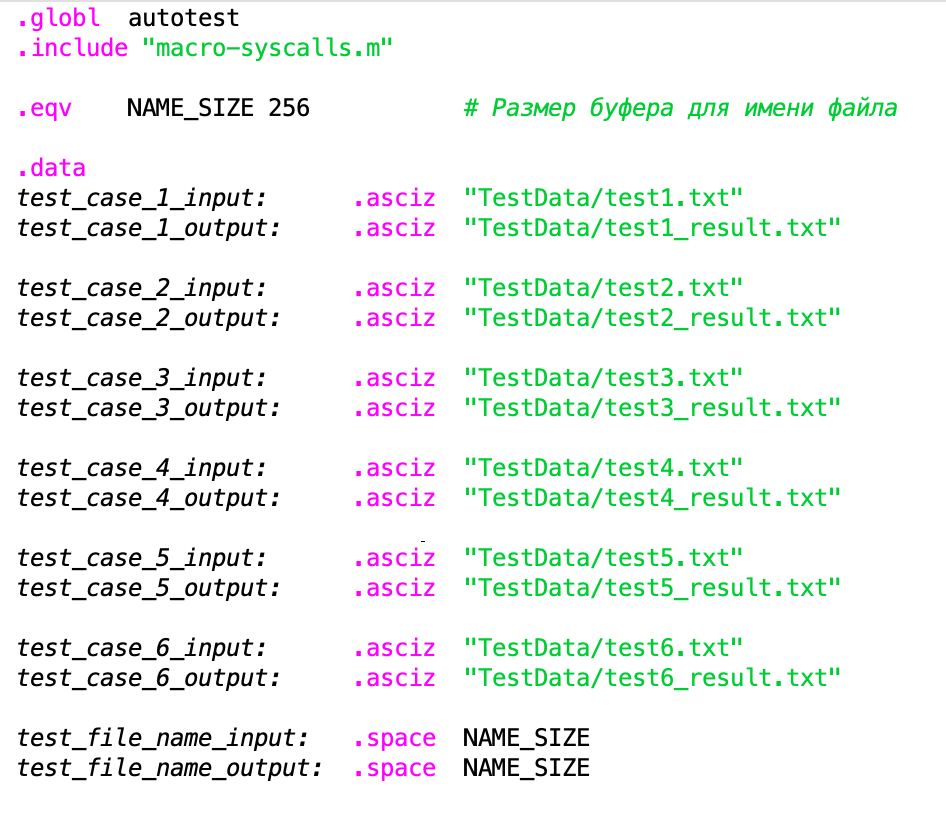 .globl autotest
.include "macro-syscalls.m"
.eqv NAME_SIZE 256 # Размер буфера для имени файла
.data
test_case_1_input: .asciz "TestData/test1.txt"
test_case_1_output: .asciz "TestData/test1_result.txt"
test_case_2_input: .asciz "TestData/test2.txt"
test_case_2_output: .asciz "TestData/test2_result.txt"
test_case_3_input: .asciz "TestData/test3.txt"
test_case_3_output: .asciz "TestData/test3_result.txt"
test_case_4_input: .asciz "TestData/test4.txt"
test_case_4_output: .asciz "TestData/test4_result.txt"
test_case_5_input: .asciz "TestData/test5.txt"
test_case_5_output: .asciz "TestData/test5_result.txt"
test_case_6_input: .asciz "TestData/test6.txt"
test_case_6_output: .asciz "TestData/test6_result.txt"
test_file_name_input: .space NAME_SIZE
test_file_name_output: .space NAME_SIZE